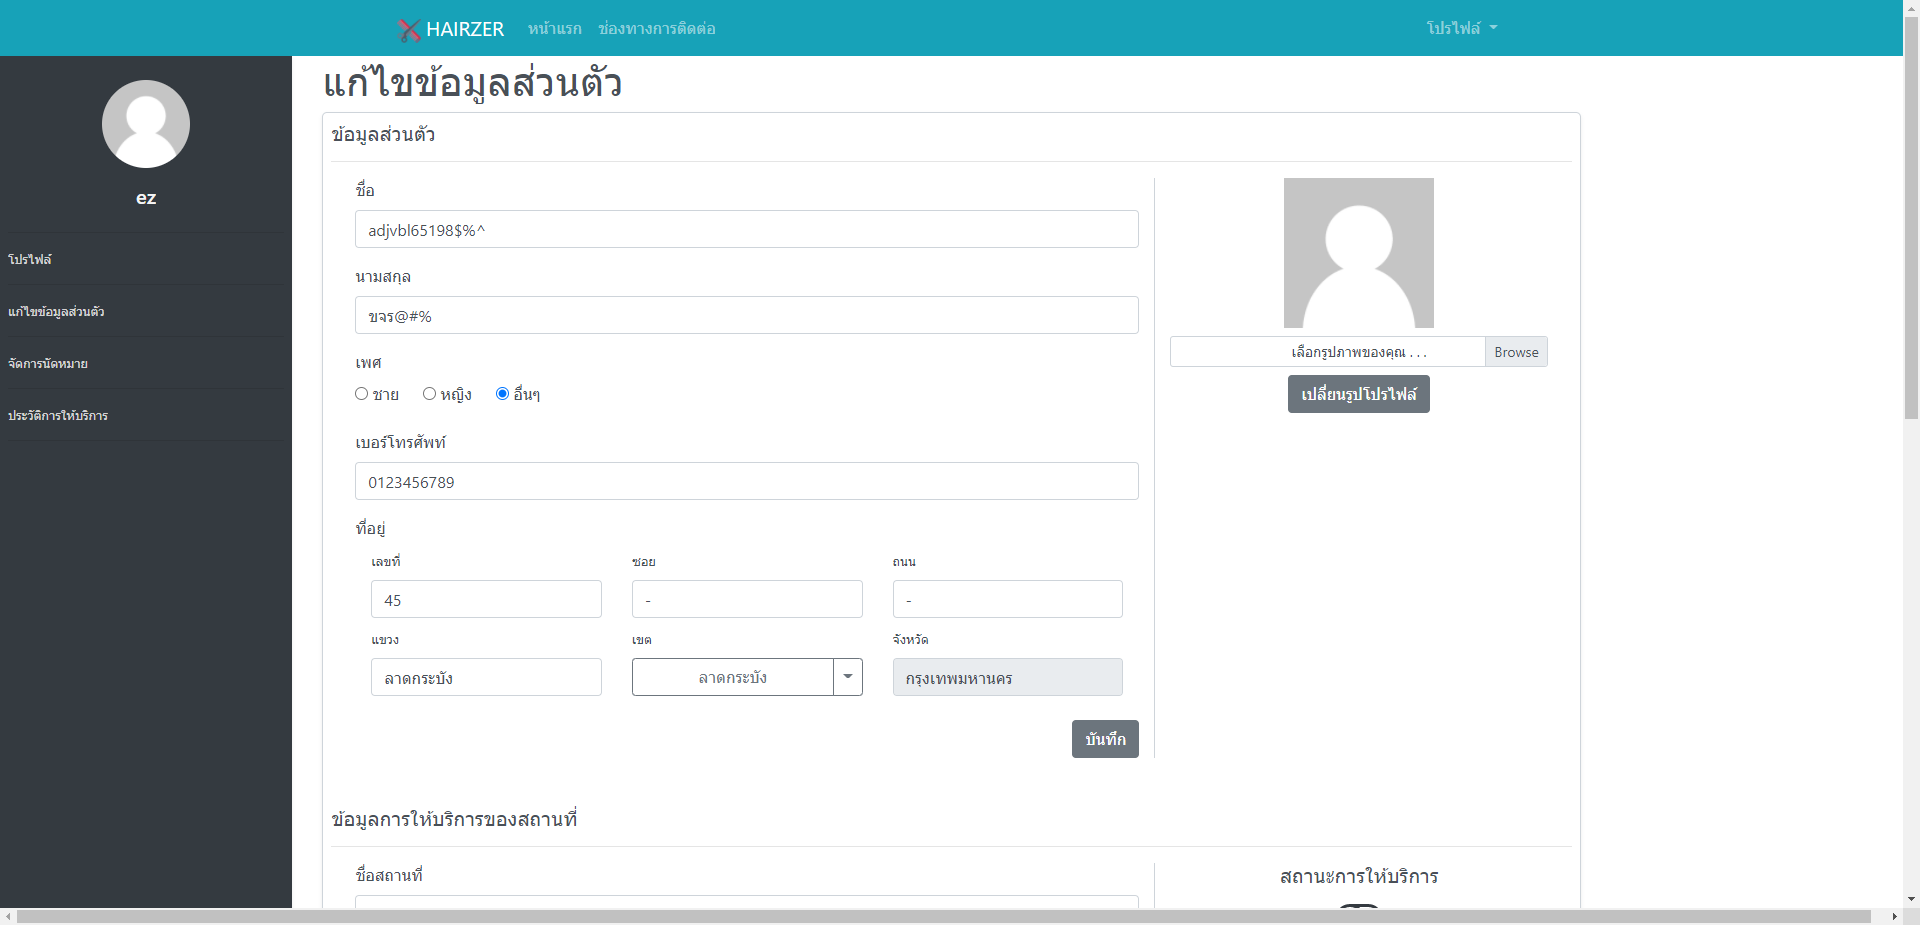 HAIRZER หน้าแรก ช่องทางการติดต่อ โปรไฟล์
ez
โปรไฟล์
แก้ไขข้อมูลส่วนตัว
จัดการนัดหมาย
ประวัติการให้บริการ
แก้ไขข้อมูลส่วนตัว
ข้อมูลส่วนตัว
ชื่อ
adjvbl65198$%^
นามสกุล
ขจร@#%
เพศ
ชาย หญิง อื่นๆ
เบอร์โทรศัพท์
0123456789
ที่อยู่
เลขที่ ซอย ถนน
45 - -
แขวง เขต จังหวัด
ลาดกระบัง ลาดกระบัง กรุงเทพมหานคร
บันทึก
เลือกรูปภาพของคุณ . . . Browse
เปลี่ยนรูปโปรไฟล์
ข้อมูลการให้บริการของสถานที่
ชื่อสถานที่
สถานะการให้บริการ